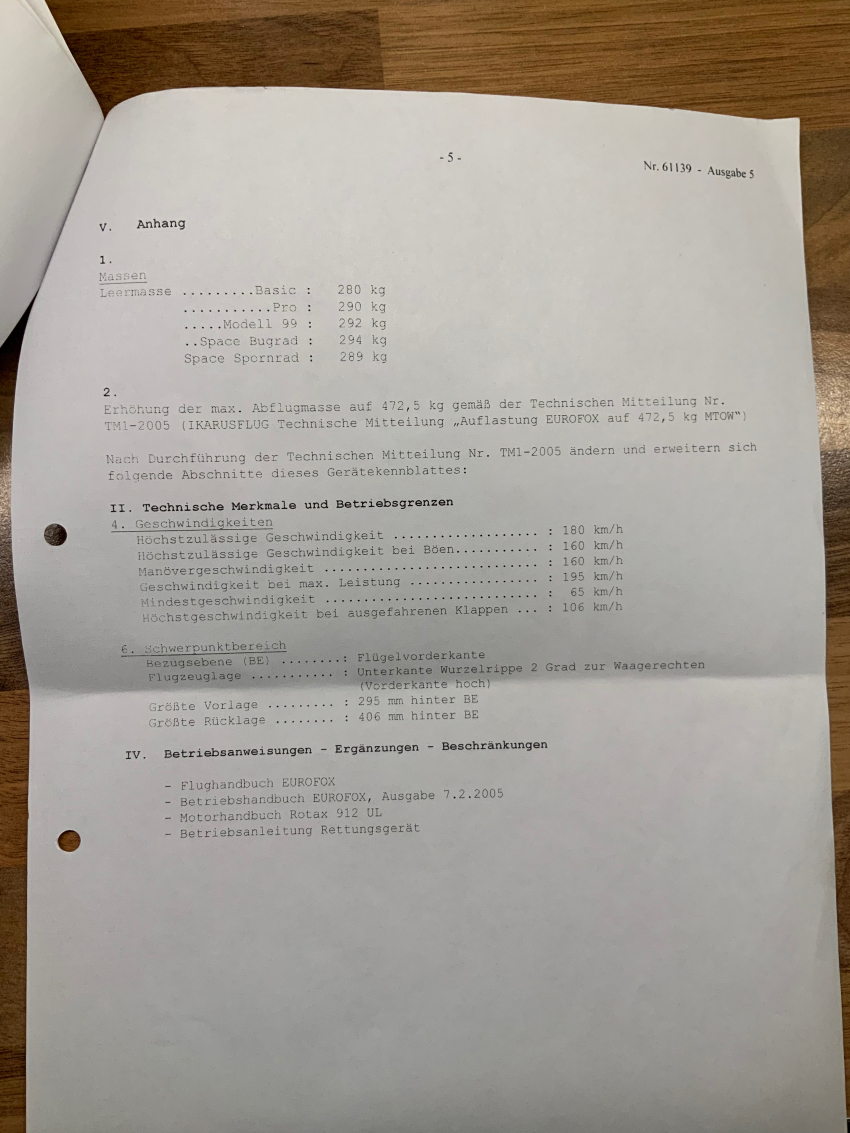 - 5 -
Nr. 61139 - Ausgabe 5
V. Anhang
1.
Massen
Leermasse .........Basic : 280 kg
...........Pro : 290 kg
.....Modell 99 : 292 kg
..Space Bugrad : 294 kg
Space Spornrad : 289 kg
2.
Erhöhung der max. Abflugmasse auf 472,5 kg gemäß der Technischen Mitteilung Nr.
TM1-2005 (IKARUSFLUG Technische Mitteilung „Auflastung EUROFOX auf 472,5 kg MTOW“)
Nach Durchführung der Technischen Mitteilung Nr. TM1-2005 ändern und erweitern sich
folgende Abschnitte dieses Gerätekennblattes:
II. Technische Merkmale und Betriebsgrenzen
4. Geschwindigkeiten
Höchstzulässige Geschwindigkeit ................... : 180 km/h
Höchstzulässige Geschwindigkeit bei Böen........... : 160 km/h
Manövergeschwindigkeit ............................ : 160 km/h
Geschwindigkeit bei max. Leistung ................. : 195 km/h
Mindestgeschwindigkeit ............................ : 65 km/h
Höchstgeschwindigkeit bei ausgefahrenen Klappen ... : 106 km/h
6. Schwerpunktbereich
Bezugsebene (BE) ........: Flügelvorderkante
Flugzeuglage ........... : Unterkante Wurzelrippe 2 Grad zur Waagerechten
(Vorderkante hoch)
Größte Vorlage ......... : 295 mm hinter BE
Größte Rücklage ........ : 406 mm hinter BE
IV. Betriebsanweisungen - Ergänzungen - Beschränkungen
- Flughandbuch EUROFOX
- Betriebshandbuch EUROFOX, Ausgabe 7.2.2005
- Motorhandbuch Rotax 912 UL
- Betriebsanleitung Rettungsgerät